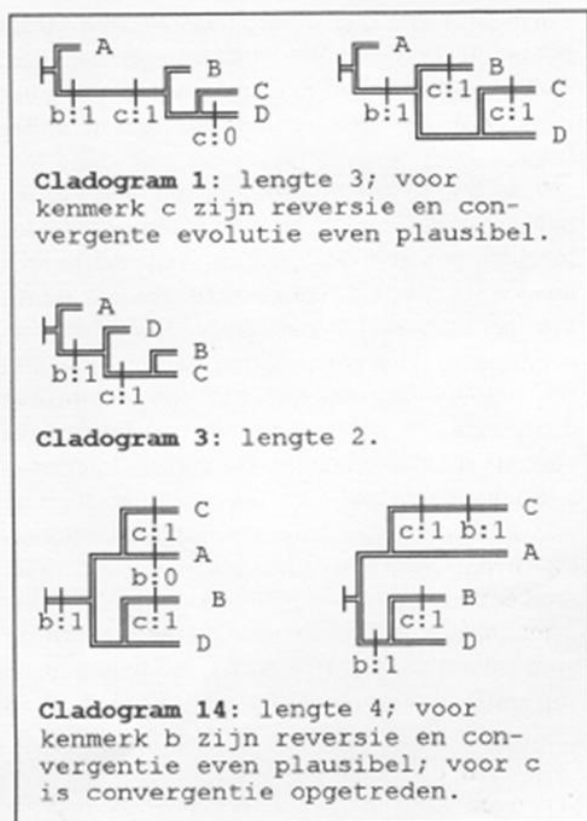 A
B
C
D
b:1 c:1
c:0
A
B
C
D
b:1
c:1
c:1
Cladogram 1: lengte 3; voor
kenmerk c zijn reversie en con-
vergente evolutie even plausibel.
A
D
B
C
b:1
c:1
Cladogram 3: lengte 2.
C
c:1
A
b:0
B
b:1
c:1
D
C
c:1 b:1
A
B
c:1
D
b:1
Cladogram 14: lengte 4; voor
kenmerk b zijn reversie en con-
vergentie even plausibel; voor c
is convergentie opgetreden.